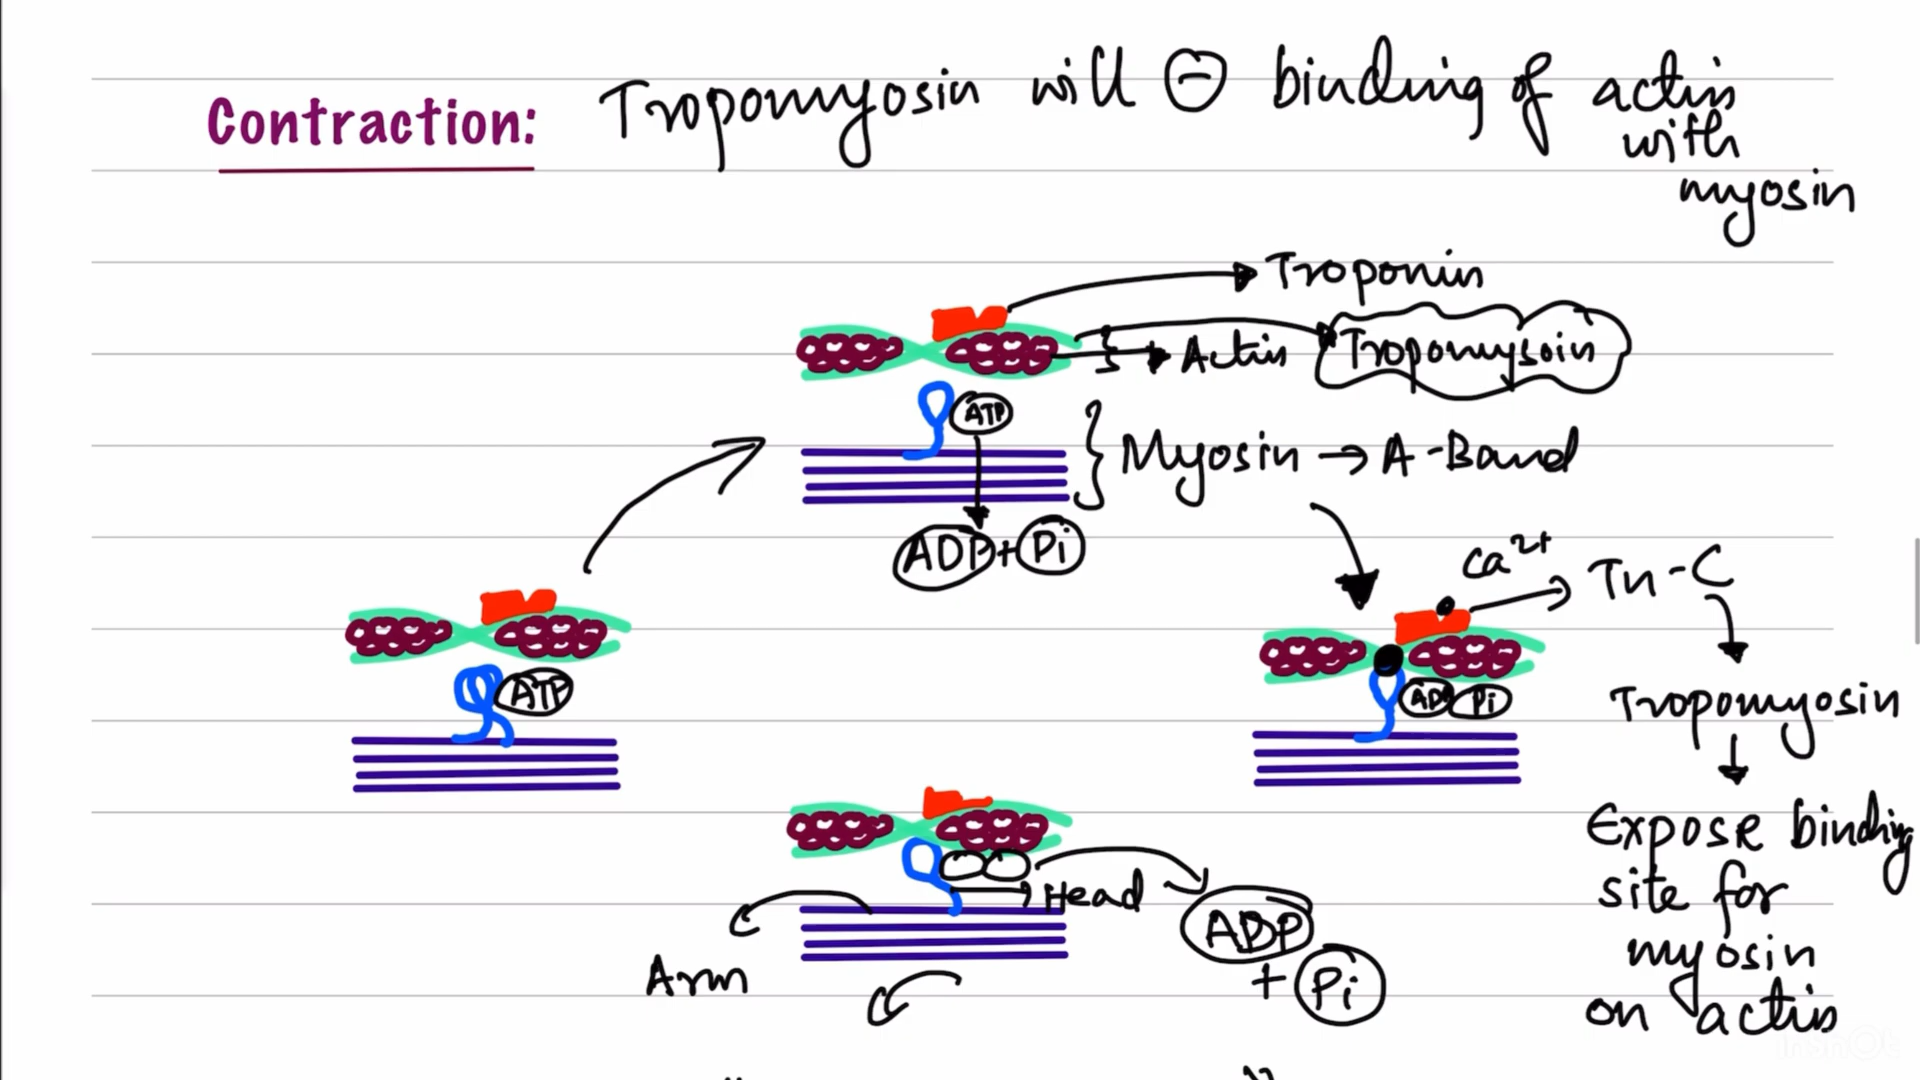 Contraction: Tropomyosin will ⊖ binding of actin
with
myosin
Troponin
Actin
Tropomysoin
ATP
Myosin → A-Band
ADP + Pi
Ca2+
Tn-C
ATP
ADP Pi
Tropomyosin
Expose binding
site for
myosin
on actin
Head
ADP
+ Pi
Arm